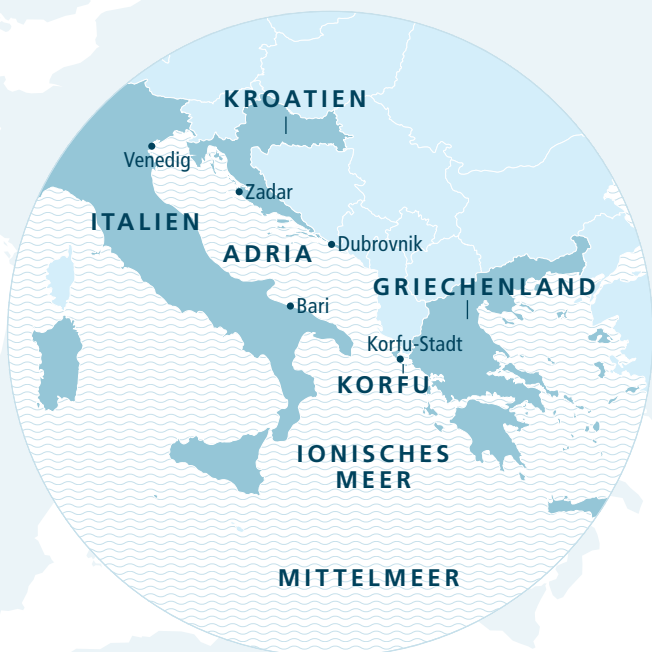 KROATIEN
Venedig
Zadar
ITALIEN
ADRIA
Dubrovnik
GRIECHENLAND
Bari
Korfu-Stadt
KORFU
IONISCHES
MEER
MITTELMEER